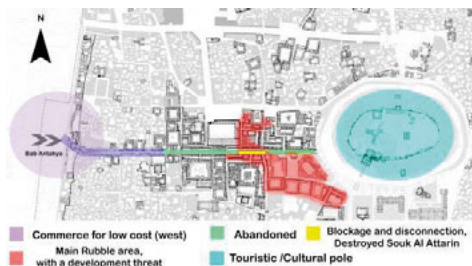 N
Bab Antakya
Commerce for low cost (west)
Abandoned
Blockage and disconnection,
Destroyed Souk Al Attarin
Main Rubble area,
with a development threat
Touristic /Cultural pole